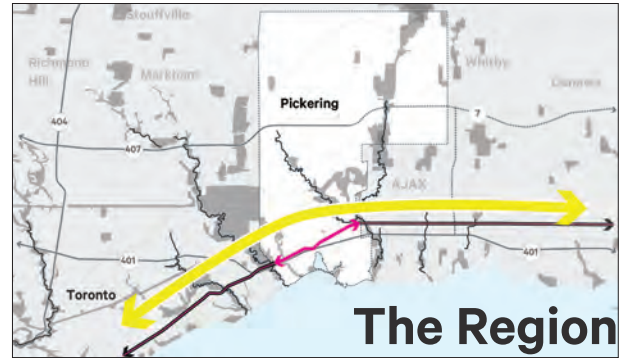 Stouffville
Richmond
Hill
Markham
Whitby
Pickering
404
7
407
AJAX
401
401
Toronto
The Region